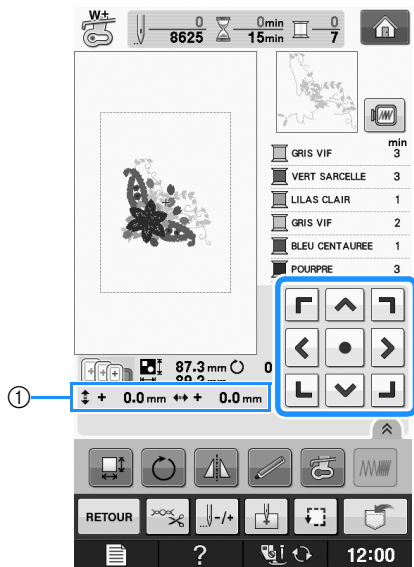 W+
0 0min 0
8625 15min 7
min
GRIS VIF 3
VERT SARCELLE 3
LILAS CLAIR 1
GRIS VIF 2
BLEU CENTAUREE 1
POURPRE 3
87.3 mm 0
1 + 0.0 mm + 0.0 mm
RETOUR -/+
? 12:00